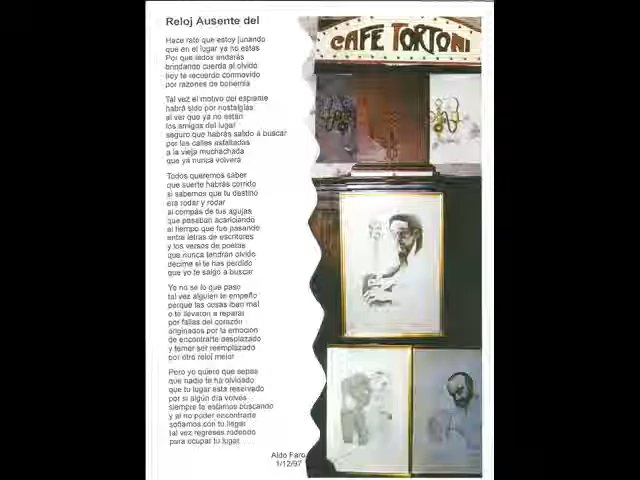 Reloj Ausente del
CAFE TORTONI
Hace rato que estoy junando
que en el lugar ya no estas
Por que lados andarás
brindando cuerda al olvido
hoy te recuerdo conmovido
por razones de bohemia
Tal vez el motivo del espiante
habrá sido por nostalgias
al ver que ya no están
los amigos del lugar
seguro que habrás salido a buscar
por las calles asfaltadas
a la vieja muchachada
que ya nunca volverá
Todos queremos saber
que suerte habrás corrido
si sabemos que tu destino
era rodar y rodar
al compás de tus agujas
que pasaban acariciando
al tiempo que fue pasando
entre letras de escritores
y los versos de poetas
que nunca tendrán olvido
decime si te has perdido
que yo te salgo a buscar
Yo no se lo que paso
tal vez alguien te empeño
porque las cosas iban mal
o te llevaron a reparar
por fallas del corazón
originados por la emoción
de encontrarte desplazado
y temer ser reemplazado
por otro reloj mejor
Pero yo quiero que sepas
que nadie te ha olvidado
que tu lugar esta reservado
por si algún día volvés
siempre te estamos buscando
y al no poder encontrarte
soñamos con tu llegar
tal vez regreses rodando
para ocupar tu lugar. . . .
Aldo Faro
1/12/97